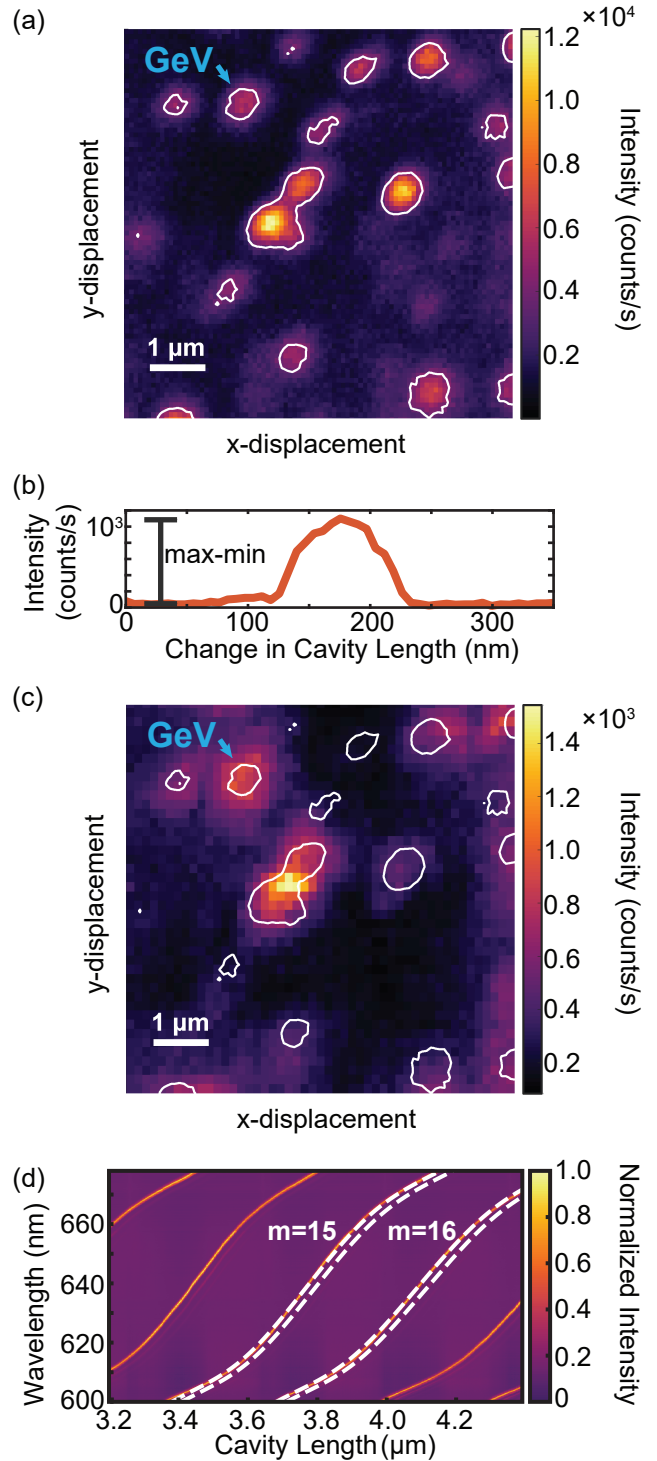 (a)
GeV
y-displacement
1 μm
x-displacement
×10⁴
1.2
1.0
0.8
0.6
0.4
0.2
Intensity (counts/s)
(b)
Intensity
(counts/s)
10³
0
max-min
0
100
200
300
Change in Cavity Length (nm)
(c)
GeV
y-displacement
1 μm
x-displacement
×10³
1.4
1.2
1.0
0.8
0.6
0.4
0.2
Intensity (counts/s)
(d)
Wavelength (nm)
660
640
620
600
m=15
m=16
3.2
3.6
3.8
4.0
4.2
Cavity Length (μm)
1.0
0.8
0.6
0.4
0.2
0
Normalized Intensity